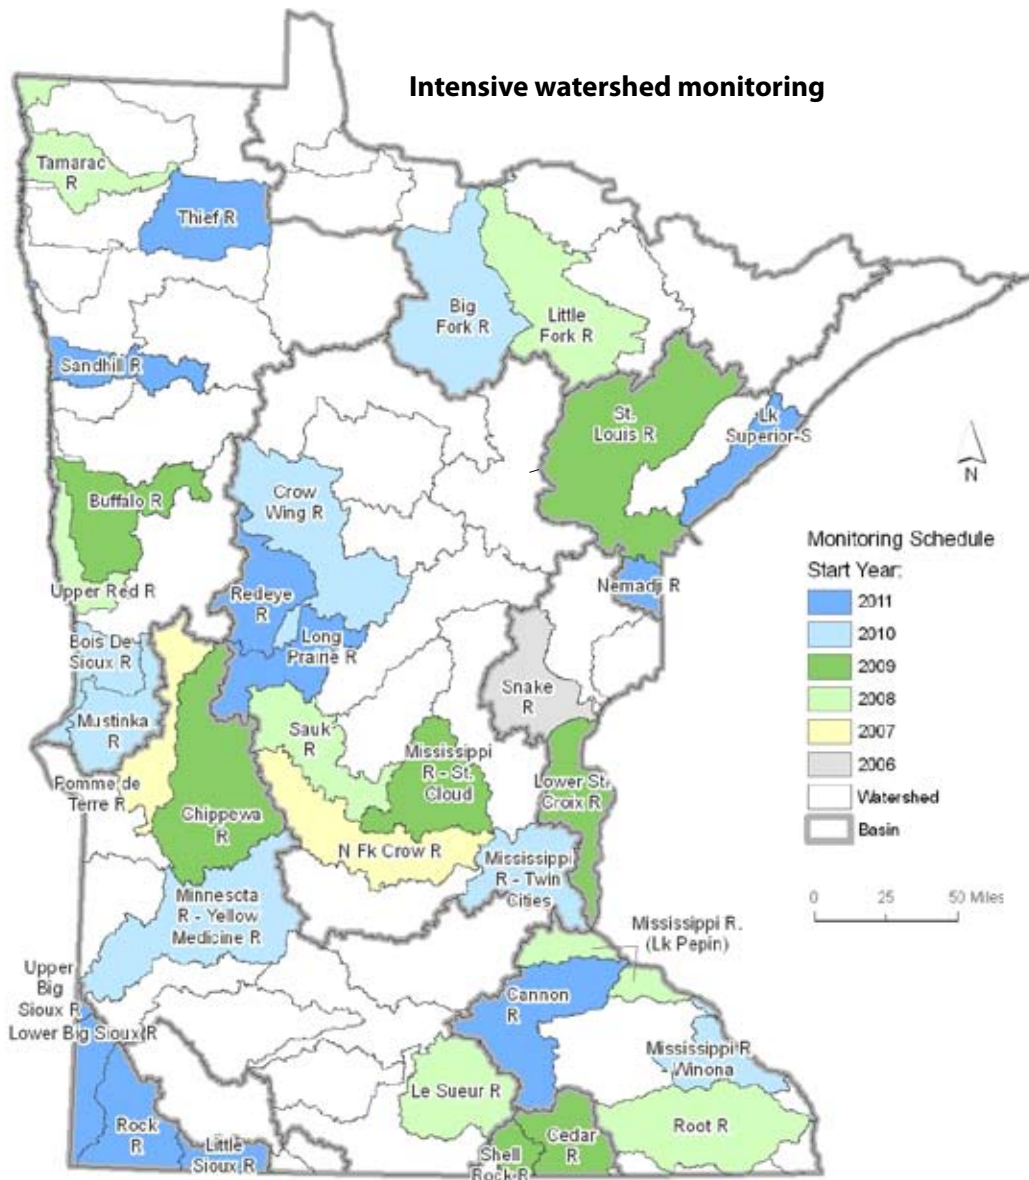 Intensive watershed monitoring
Tamarac
R
Thief R
Big
Fork R
Little
Fork R
Sandhill R
St.
Louis R
Lk
Superior-S
N
Buffalo R
Crow
Wing R
Upper Red R
Redeye
R
Nemadji R
Bois De
Sioux R
Long
Prairie R
Snake
R
Mustinka
R
Sauk
R
Mississippi
R - St.
Cloud
Lower St.
Croix R
Pomme de
Terre R
Chippewa
R
N Fk Crow R
Mississippi
R - Twin
Cities
Minnesota
R - Yellow
Medicine R
Mississippi R.
(Lk Pepin)
Upper
Big
Sioux R
Lower Big Sioux R
Cannon
R
Mississippi R
- Winona
Le Sueur R
Rock
R
Little
Sioux R
Shell
Rock R
Cedar
R
Root R
Monitoring Schedule
Start Year:
2011
2010
2009
2008
2007
2006
Watershed
Basin
0 25 50 Miles